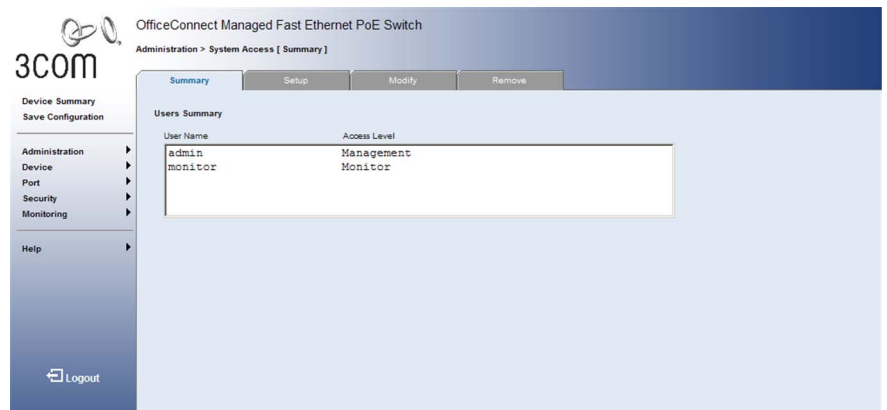 OfficeConnect Managed Fast Ethernet PoE Switch
Administration > System Access [ Summary ]
3COM
Summary Setup Modify Remove
Device Summary
Save Configuration
Administration
Device
Port
Security
Monitoring
Help
Logout
Users Summary
User Name Access Level
admin Management
monitor Monitor